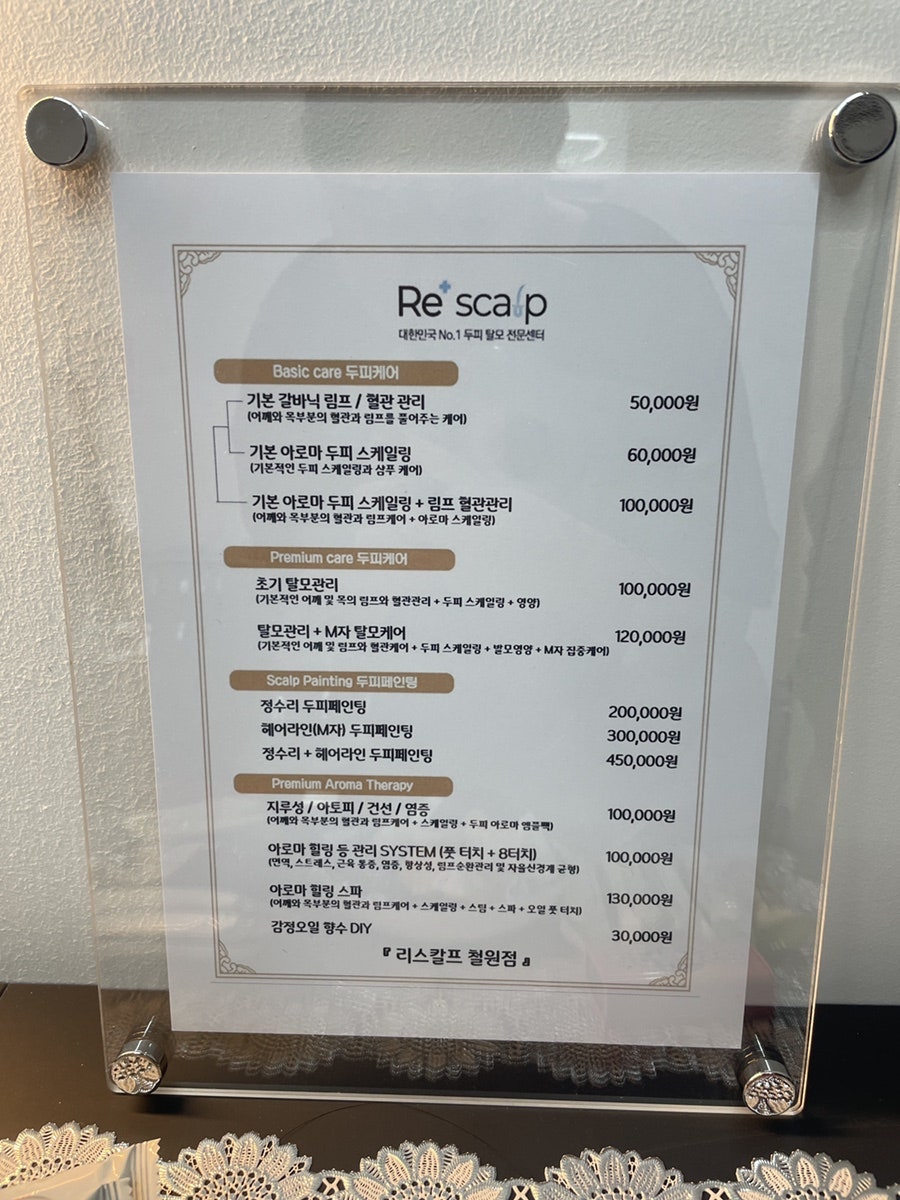 Re+ scalp
대한민국 No.1 두피 탈모 전문센터
Basic care 두피케어
기본 갈바닉 림프 / 혈관 관리 50,000원
(어깨와 목부분의 혈관과 림프를 풀어주는 케어)
기본 아로마 두피 스케일링 60,000원
(기본적인 두피 스케일링과 샴푸 케어)
기본 아로마 두피 스케일링 + 림프 혈관관리 100,000원
(어깨와 목부분의 혈관과 림프케어 + 아로마 스케일링)
Premium care 두피케어
초기 탈모관리 100,000원
(기본적인 어깨 및 목의 림프와 혈관관리 + 두피 스케일링 + 영양)
탈모관리 + M자 탈모케어 120,000원
(기본적인 어깨 및 림프와 혈관케어 + 두피 스케일링 + 발모영양 + M자 집중케어)
Scalp Painting 두피페인팅
정수리 두피페인팅 200,000원
헤어라인(M자) 두피페인팅 300,000원
정수리 + 헤어라인 두피페인팅 450,000원
Premium Aroma Therapy
지루성 / 아토피 / 건선 / 염증 100,000원
(어깨와 목부분의 혈관과 림프케어 + 스케일링 + 두피 아로마 앰플팩)
아로마 힐링 등 관리 SYSTEM (풋 터치 + 8터치) 100,000원
(면역, 스트레스, 근육 통증, 염증, 항상성, 림프순환관리 및 자율신경계 균형)
아로마 힐링 스파 130,000원
(어깨와 목부분의 혈관과 림프케어 + 스케일링 + 스팀 + 스파 + 오일 풋 터치)
감정오일 향수 DIY 30,000원
『 리스칼프 철원점 』